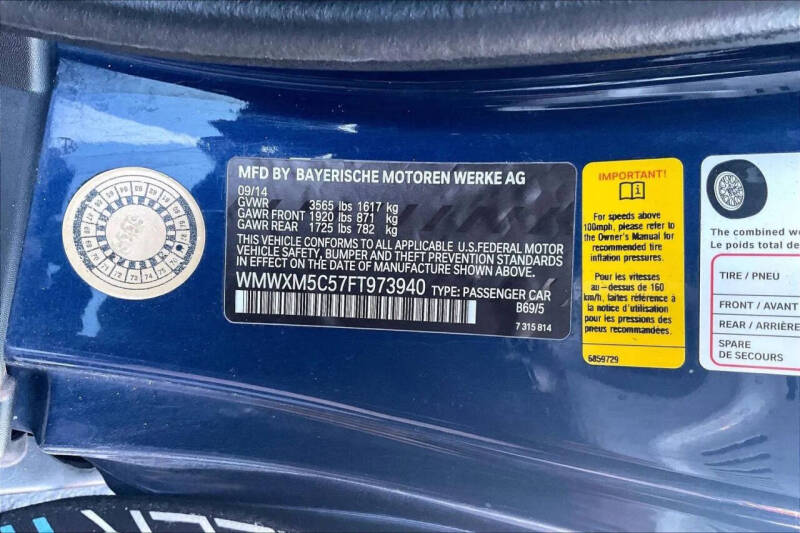 MFD BY BAYERISCHE MOTOREN WERKE AG
09/14
GVWR 3565 lbs 1617 kg
GAWR FRONT 1920 lbs 871 kg
GAWR REAR 1725 lbs 782 kg
THIS VEHICLE CONFORMS TO ALL APPLICABLE U.S.FEDERAL MOTOR
VEHICLE SAFETY, BUMPER AND THEFT PREVENTION STANDARDS
IN EFFECT ON THE DATE OF MANUFACTURE SHOWN ABOVE.
WMWXM5C57FT973940 TYPE: PASSENGER CAR
B69/5
7 315 814
IMPORTANT!
For speeds above
100mph, please refer to
the Owner's Manual for
recommended tire
inflation pressures.
Pour les vitesses
au-dessus de 160
km/h, faites référence à
la notice d'utilisation
pour les pressions des
pneus recommandées.
6859729
The combined w
Le poids total de
TIRE / PNEU
FRONT / AVANT
REAR / ARRIÈRE
SPARE
DE SECOURS